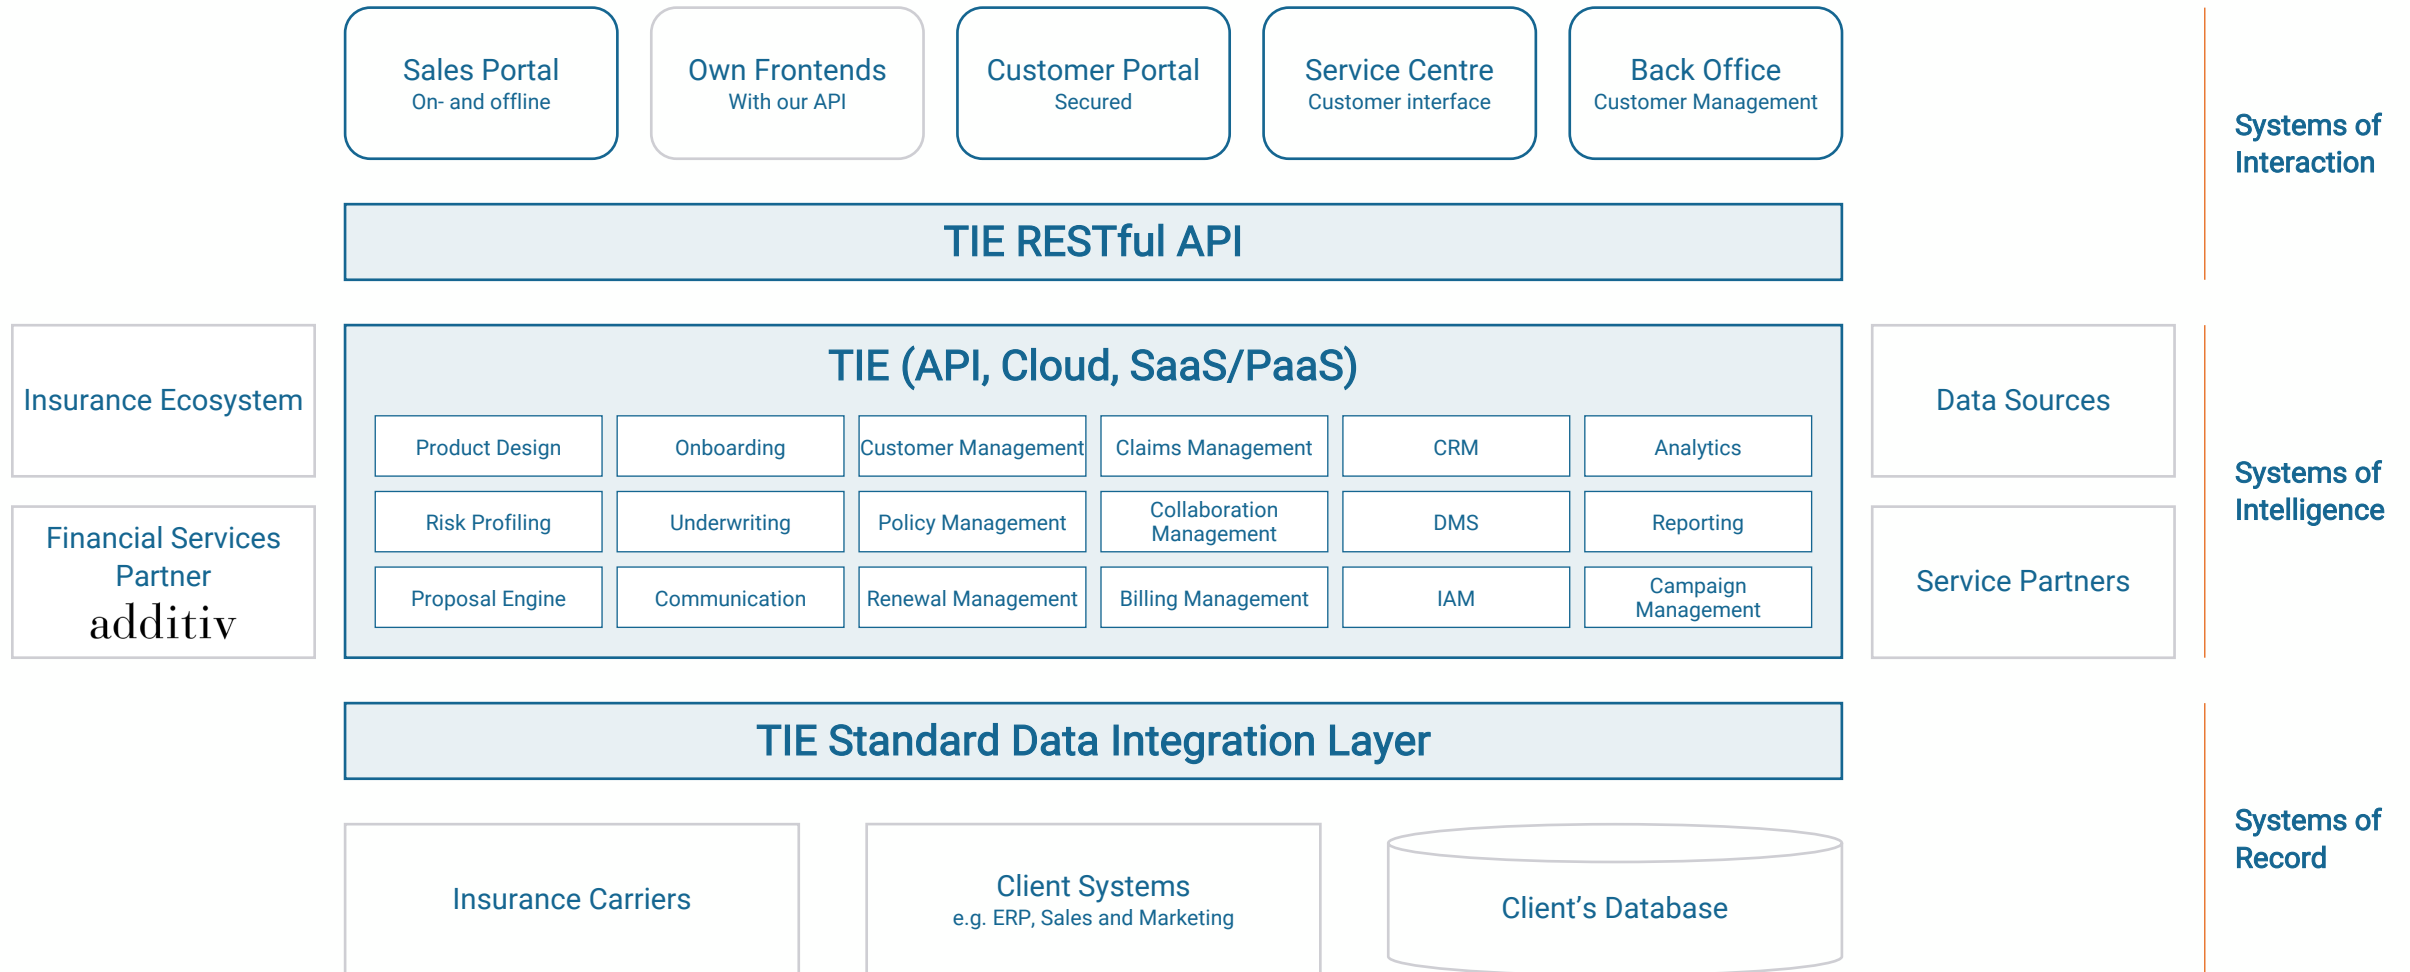 Sales Portal
On- and offline
Own Frontends
With our API
Customer Portal
Secured
Service Centre
Customer interface
Back Office
Customer Management
Systems of
Interaction
TIE RESTful API
Insurance Ecosystem
Financial Services
Partner
additiv
TIE (API, Cloud, SaaS/PaaS)
Product Design
Onboarding
Customer Management
Claims Management
CRM
Analytics
Risk Profiling
Underwriting
Policy Management
Collaboration
Management
DMS
Reporting
Proposal Engine
Communication
Renewal Management
Billing Management
IAM
Campaign
Management
Data Sources
Service Partners
Systems of
Intelligence
TIE Standard Data Integration Layer
Insurance Carriers
Client Systems
e.g. ERP, Sales and Marketing
Client’s Database
Systems of
Record